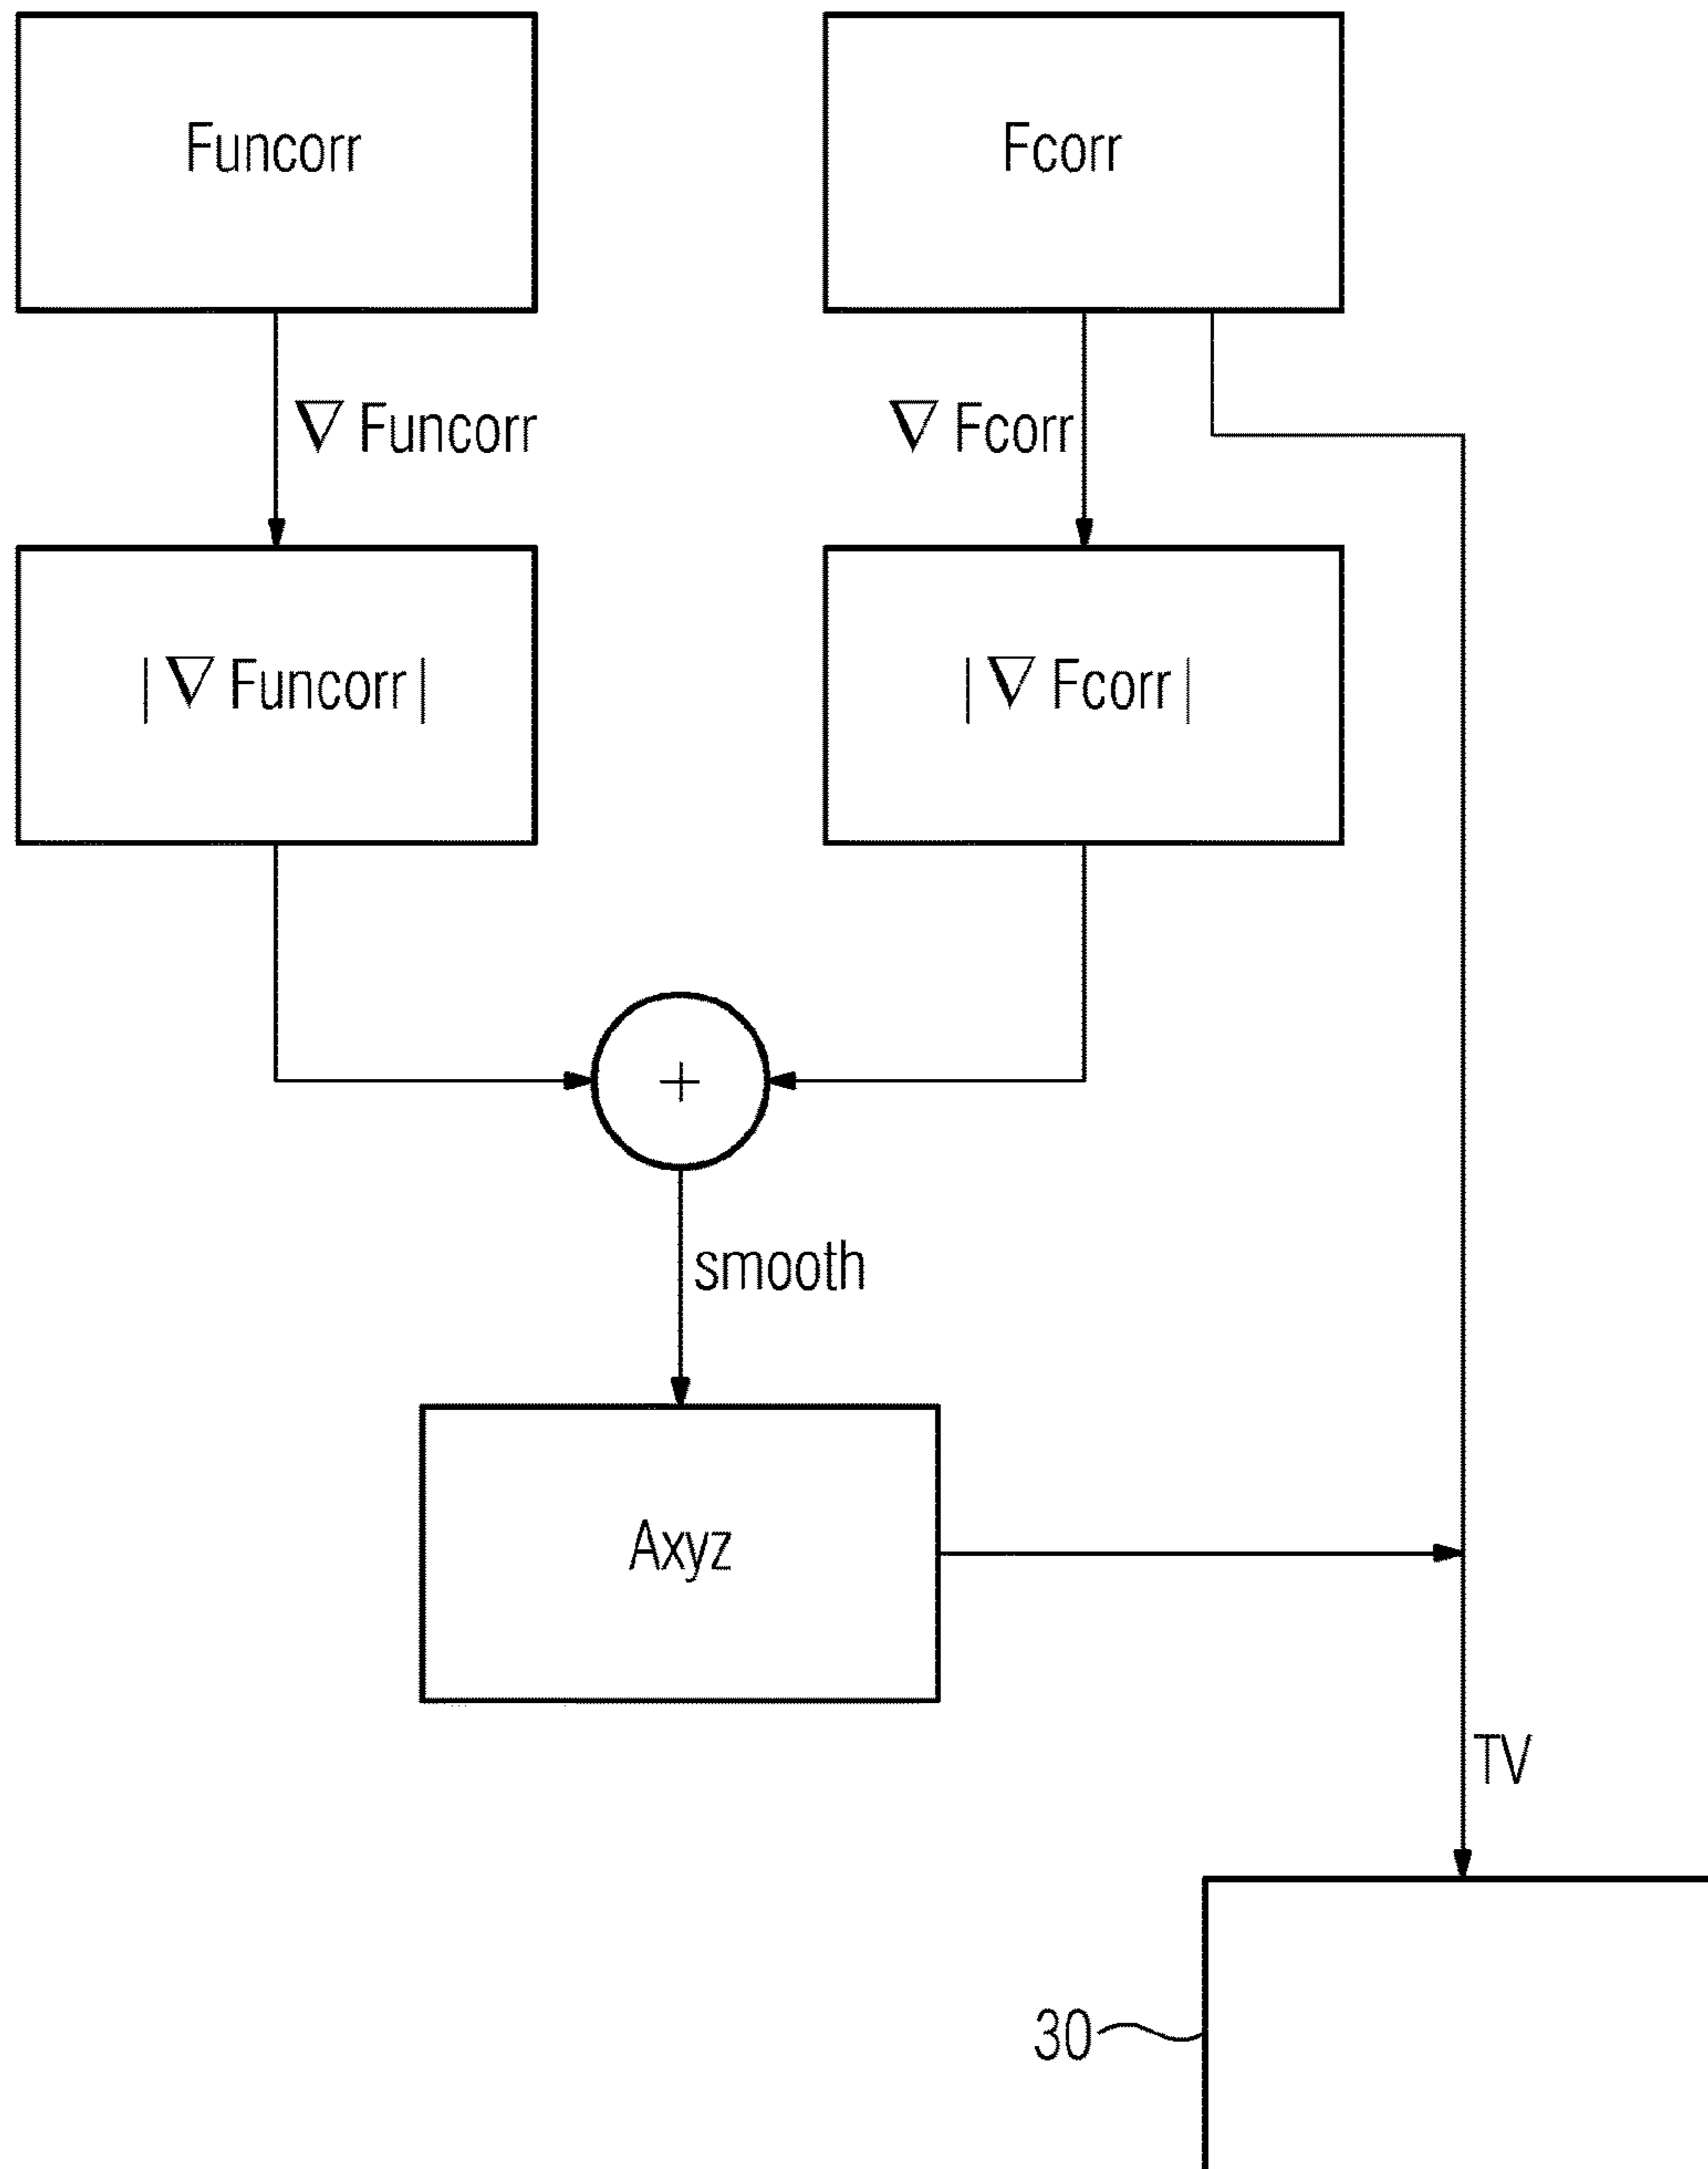 Funcorr
Fcorr
∇ Funcorr
∇ Fcorr
|∇ Funcorr|
|∇ Fcorr|
+
smooth
Axyz
TV
30